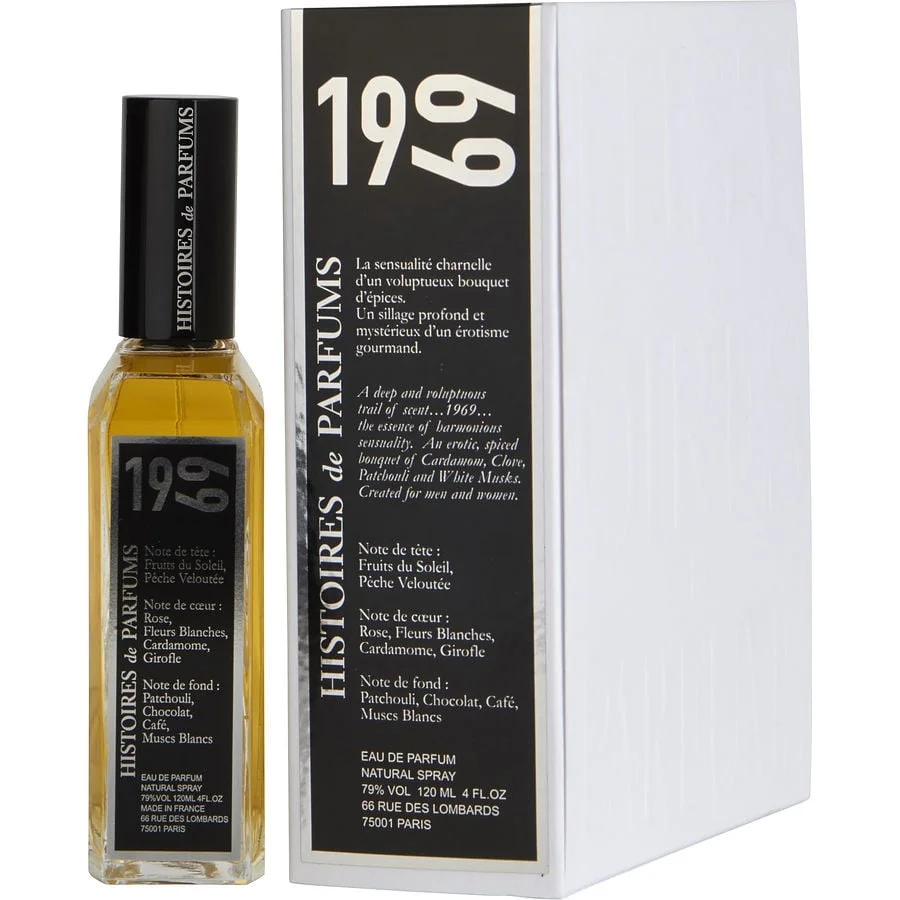 HISTOIRES de PARFUMS
1969
HISTOIRES de PARFUMS
Note de tête :
Fruits du Soleil,
Pêche Veloutée
Note de cœur :
Rose,
Fleurs Blanches,
Cardamome,
Girofle
Note de fond :
Patchouli,
Chocolat,
Café,
Muscs Blancs
EAU DE PARFUM
NATURAL SPRAY
79%VOL 120ML 4FL.OZ
MADE IN FRANCE
66 RUE DES LOMBARDS
75001 PARIS
1969
HISTOIRES de PARFUMS
La sensualité charnelle
d'un voluptueux bouquet
d'épices.
Un sillage profond et
mystérieux d'un érotisme
gourmand.
A deep and voluptuous
trail of scent...1969...
the essence of harmonious
sensuality. An erotic, spiced
bouquet of Cardamom, Clove,
Patchouli and White Musks.
Created for men and women.
Note de tête :
Fruits du Soleil,
Pêche Veloutée
Note de cœur :
Rose, Fleurs Blanches,
Cardamome, Girofle
Note de fond :
Patchouli, Chocolat, Café,
Muscs Blancs
EAU DE PARFUM
NATURAL SPRAY
79% VOL 120 ML 4 FL.OZ
66 RUE DES LOMBARDS
75001 PARIS